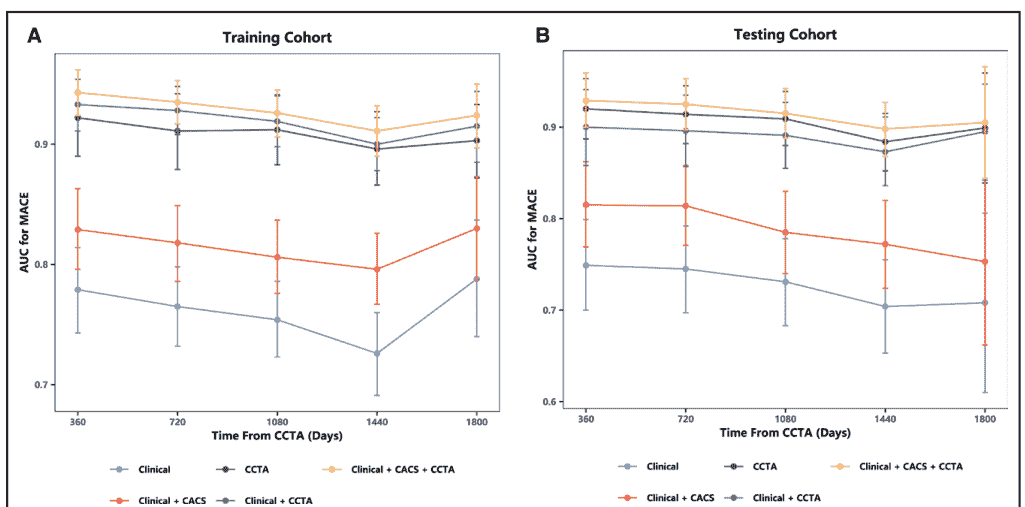 A
Training Cohort
AUC for MACE
0.9
0.8
0.7
360 720 1080 1440 1800
Time From CCTA (Days)
Clinical CCTA Clinical + CACS + CCTA
Clinical + CACS Clinical + CCTA
B
Testing Cohort
AUC for MACE
0.9
0.8
0.7
0.6
360 720 1080 1440 1800
Time From CCTA (Days)
Clinical CCTA Clinical + CACS + CCTA
Clinical + CACS Clinical + CCTA